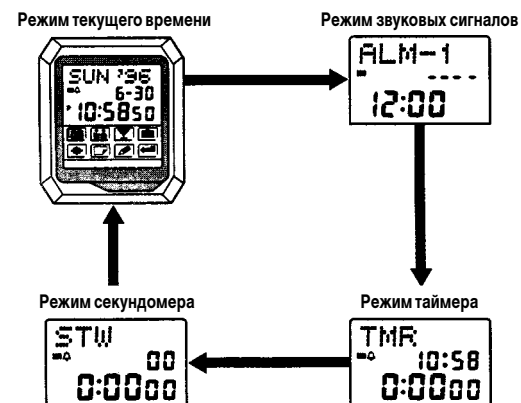 Режим текущего времени
Режим звуковых сигналов
SUN '96
6-30
P 10:58 50
ALM-1
----
12:00
Режим секундомера
Режим таймера
STW
00
0:00 00
TMR
10:58
0:00 00